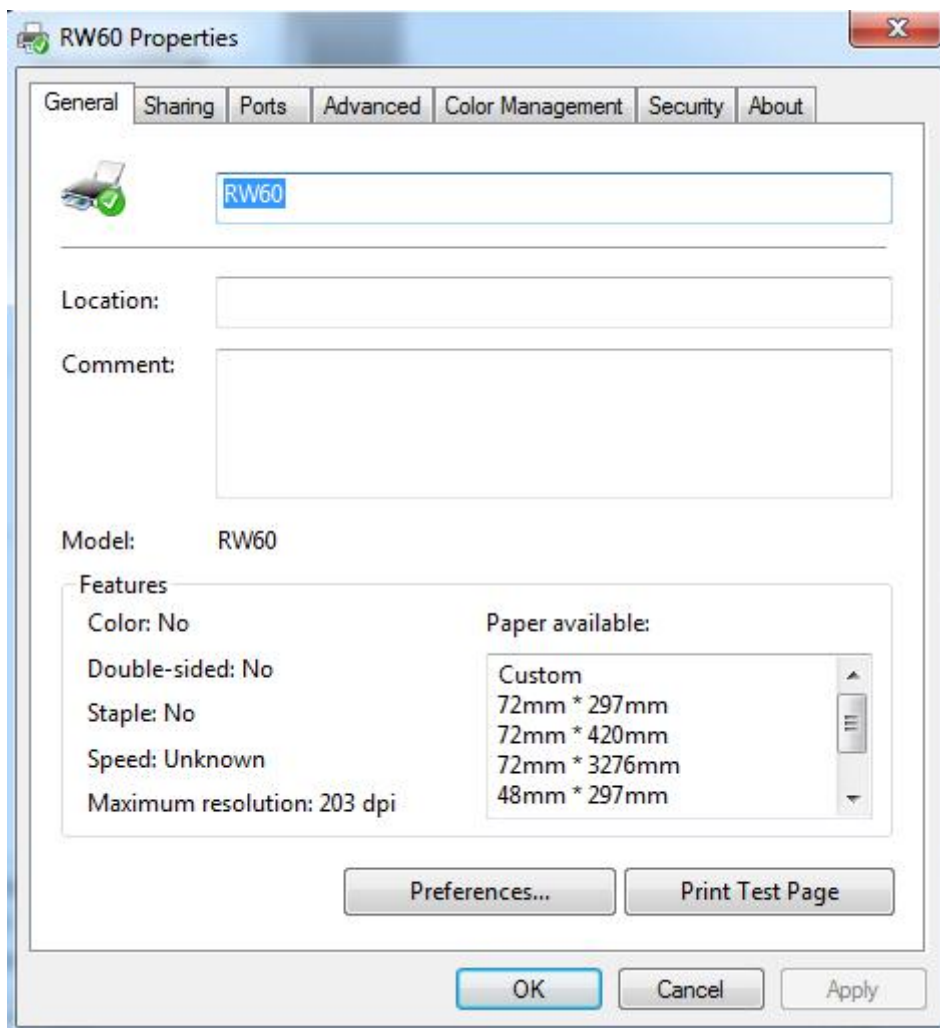 RW60 Properties
General Sharing Ports Advanced Color Management Security About
RW60
Location:
Comment:
Model: RW60
Features
Color: No
Double-sided: No
Staple: No
Speed: Unknown
Maximum resolution: 203 dpi
Paper available:
Custom
72mm * 297mm
72mm * 420mm
72mm * 3276mm
48mm * 297mm
Preferences... Print Test Page
OK Cancel Apply